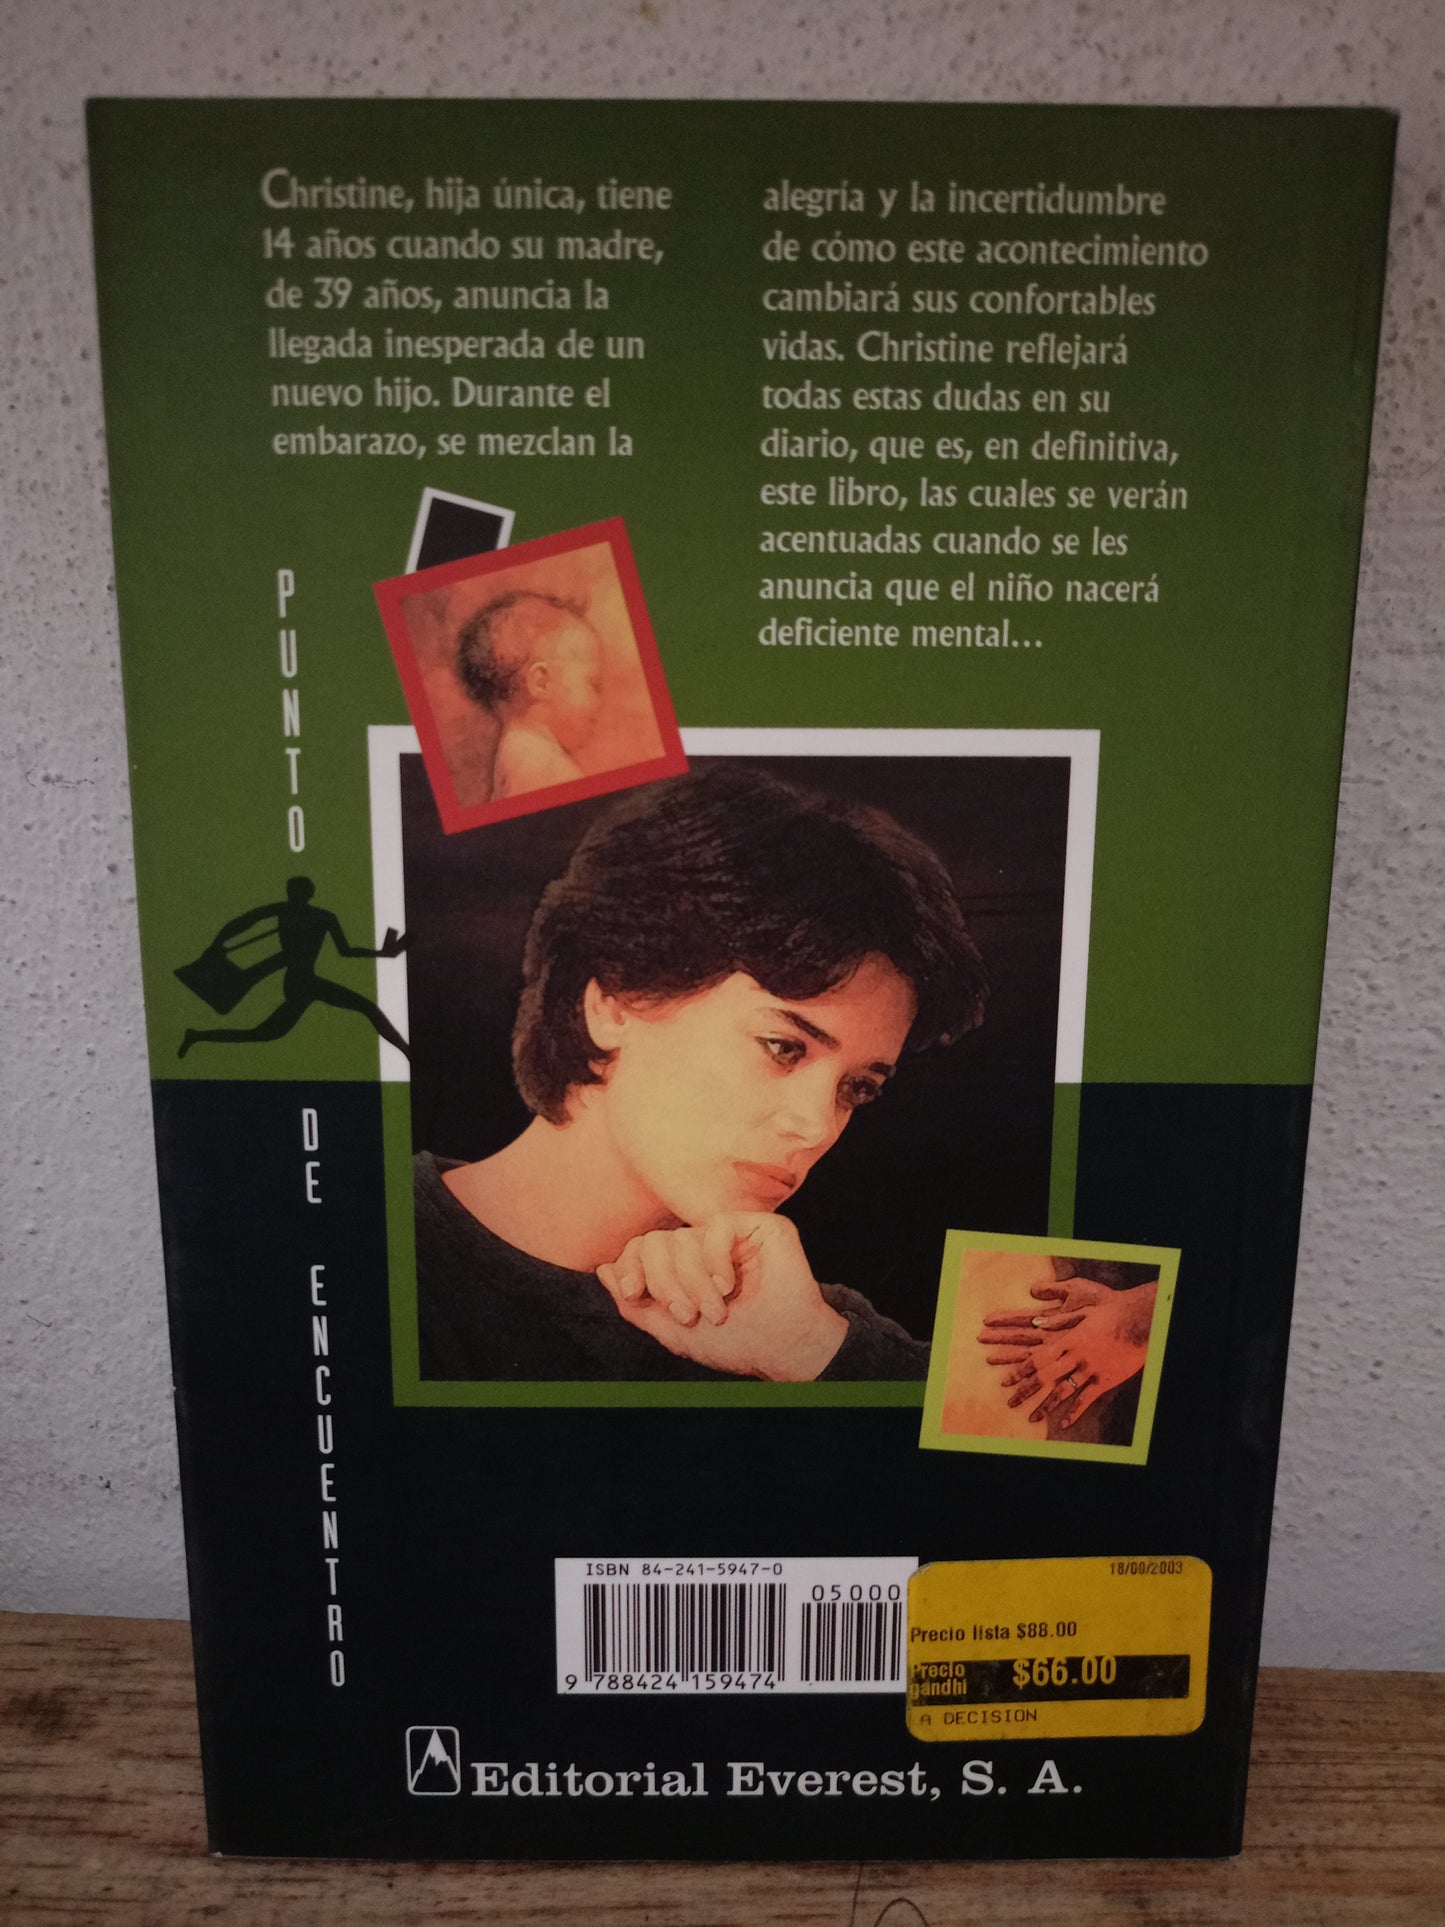 Christine, hija única, tiene
14 años cuando su madre,
de 39 años, anuncia la
llegada inesperada de un
nuevo hijo. Durante el
embarazo, se mezclan la
alegría y la incertidumbre
de cómo este acontecimiento
cambiará sus confortables
vidas. Christine reflejará
todas estas dudas en su
diario, que es, en definitiva,
este libro, las cuales se verán
acentuadas cuando se les
anuncia que el niño nacerá
deficiente mental...
PUNTO DE ENCUENTRO
ISBN 84-241-5947-0
05000
9 788424 159474
18/00/2003
Precio lista $88.00
Precio gandhi $66.00
A DECISION
Editorial Everest, S. A.